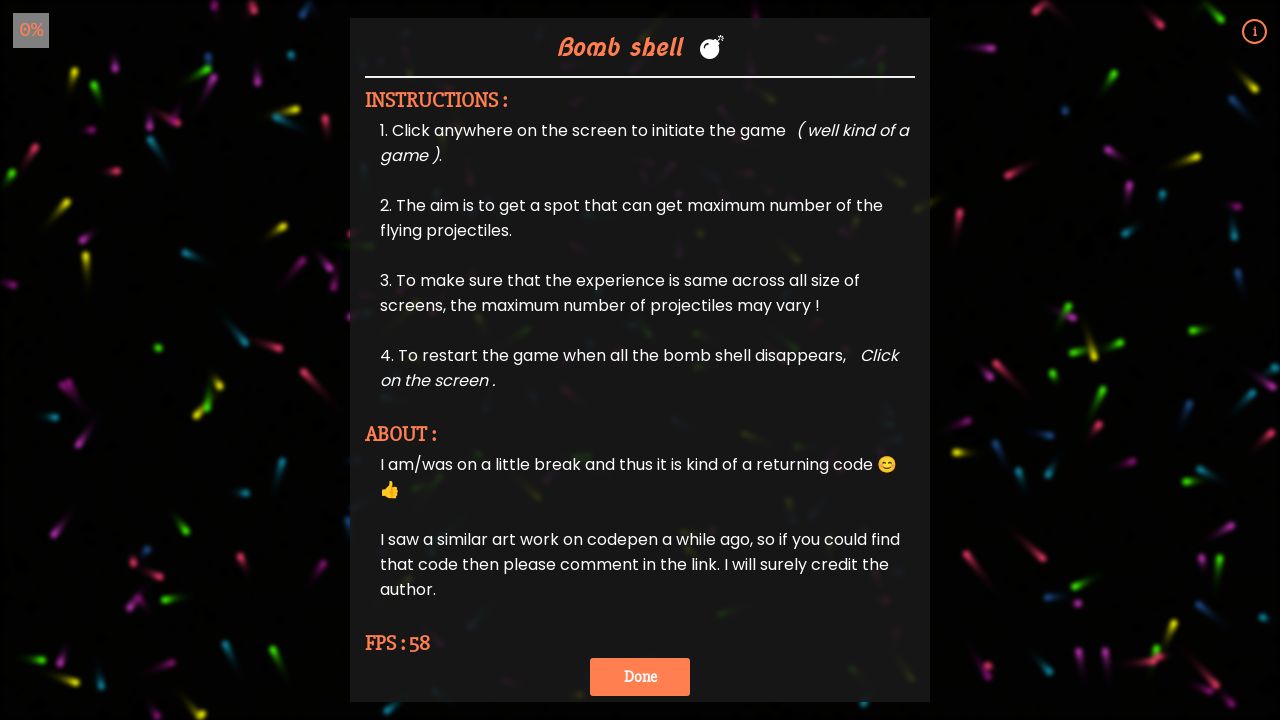 0%
i
Bomb shell 💣
INSTRUCTIONS :
1. Click anywhere on the screen to initiate the game ( well kind of a
game ).
2. The aim is to get a spot that can get maximum number of the
flying projectiles.
3. To make sure that the experience is same across all size of
screens, the maximum number of projectiles may vary !
4. To restart the game when all the bomb shell disappears, Click
on the screen .
ABOUT :
I am/was on a little break and thus it is kind of a returning code 😊
👍
I saw a similar art work on codepen a while ago, so if you could find
that code then please comment in the link. I will surely credit the
author.
FPS : 58
Done